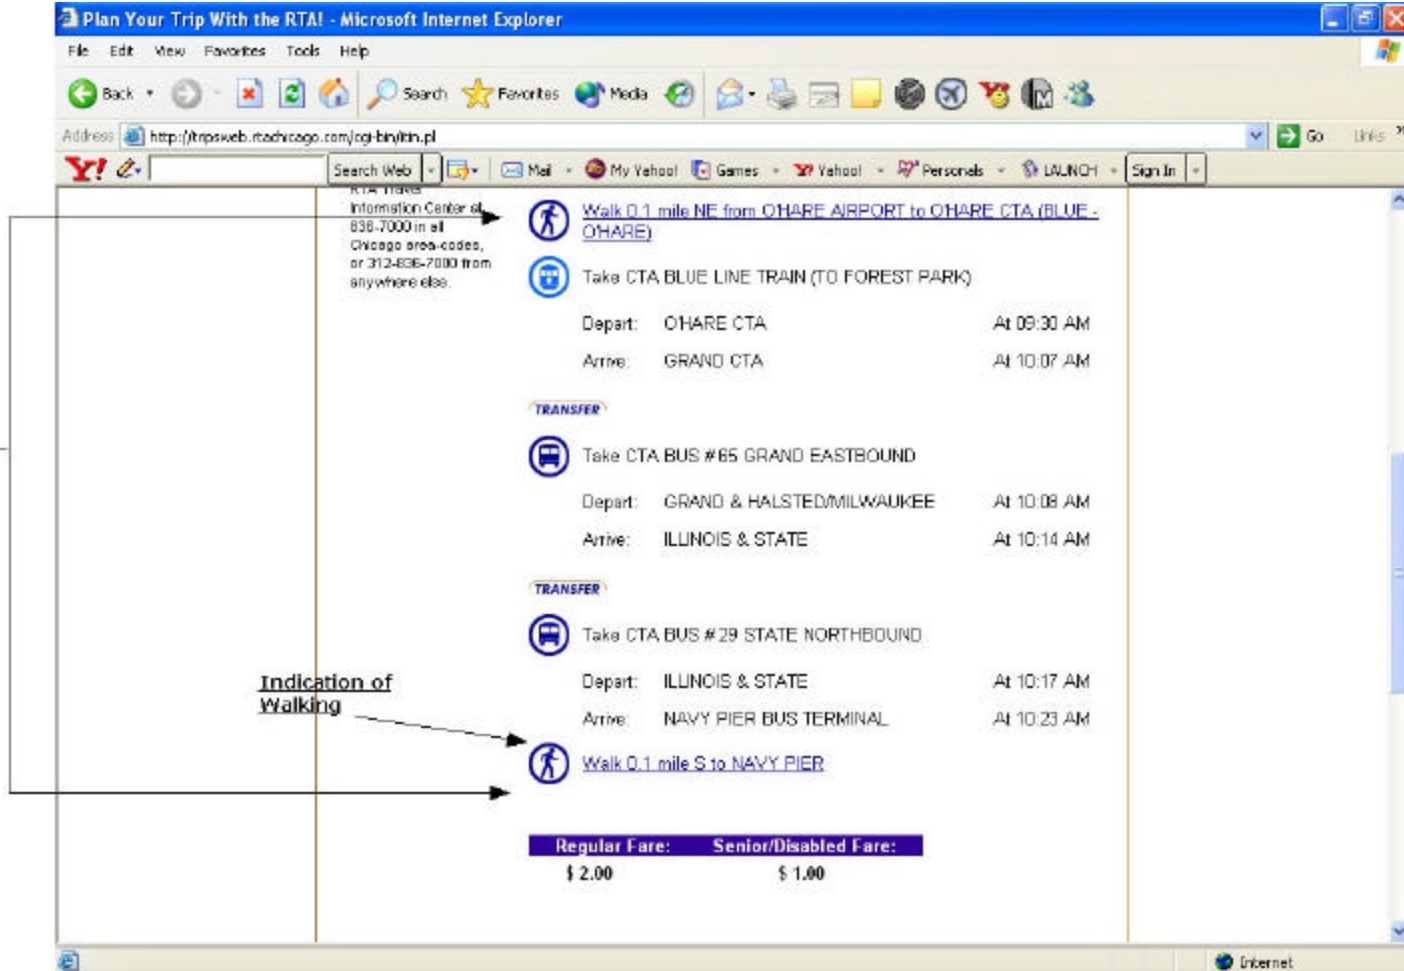 Plan Your Trip With the RTA! - Microsoft Internet Explorer
File Edit View Favorites Tools Help
Back Search Favorites Media
Address http://tripsweb.rtachicago.com/cgi-bin/itin.pl Go Links
Y! Search Web Mail My Yahoo! Games Yahoo! Personals LAUNCH Sign In
RTA Travel
Information Center at
836-7000 in all
Chicago area-codes,
or 312-836-7000 from
anywhere else.
Walk 0.1 mile NE from O'HARE AIRPORT to O'HARE CTA (BLUE -
O'HARE)
Take CTA BLUE LINE TRAIN (TO FOREST PARK)
Depart: O'HARE CTA At 09:30 AM
Arrive: GRAND CTA At 10:07 AM
TRANSFER
Take CTA BUS #65 GRAND EASTBOUND
Depart: GRAND & HALSTED/MILWAUKEE At 10:08 AM
Arrive: ILLINOIS & STATE At 10:14 AM
TRANSFER
Take CTA BUS #29 STATE NORTHBOUND
Indication of
Walking
Depart: ILLINOIS & STATE At 10:17 AM
Arrive: NAVY PIER BUS TERMINAL At 10:23 AM
Walk 0.1 mile S to NAVY PIER
Regular Fare: Senior/Disabled Fare:
$ 2.00 $ 1.00
Internet